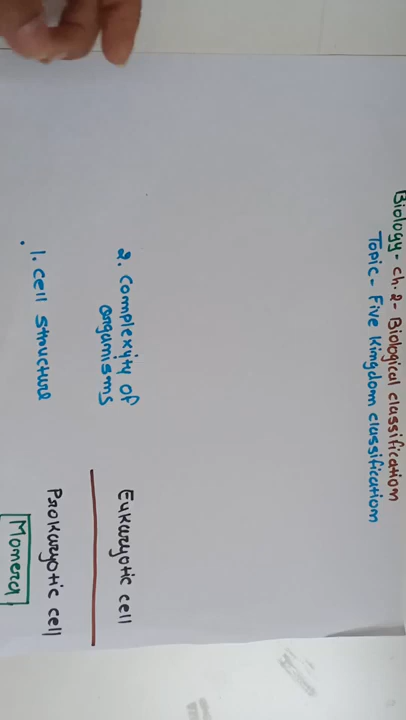 Biology- ch.2- Biological classification
Topic- Five Kingdom classification
2. Complexity of
organisms
Eukaryotic cell
1. cell structure
Prokaryotic cell
Monera